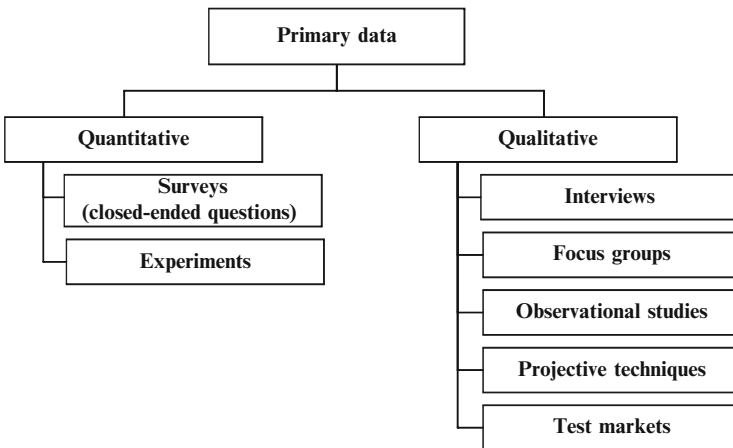 Primary data
Quantitative
Surveys
(closed-ended questions)
Experiments
Qualitative
Interviews
Focus groups
Observational studies
Projective techniques
Test markets